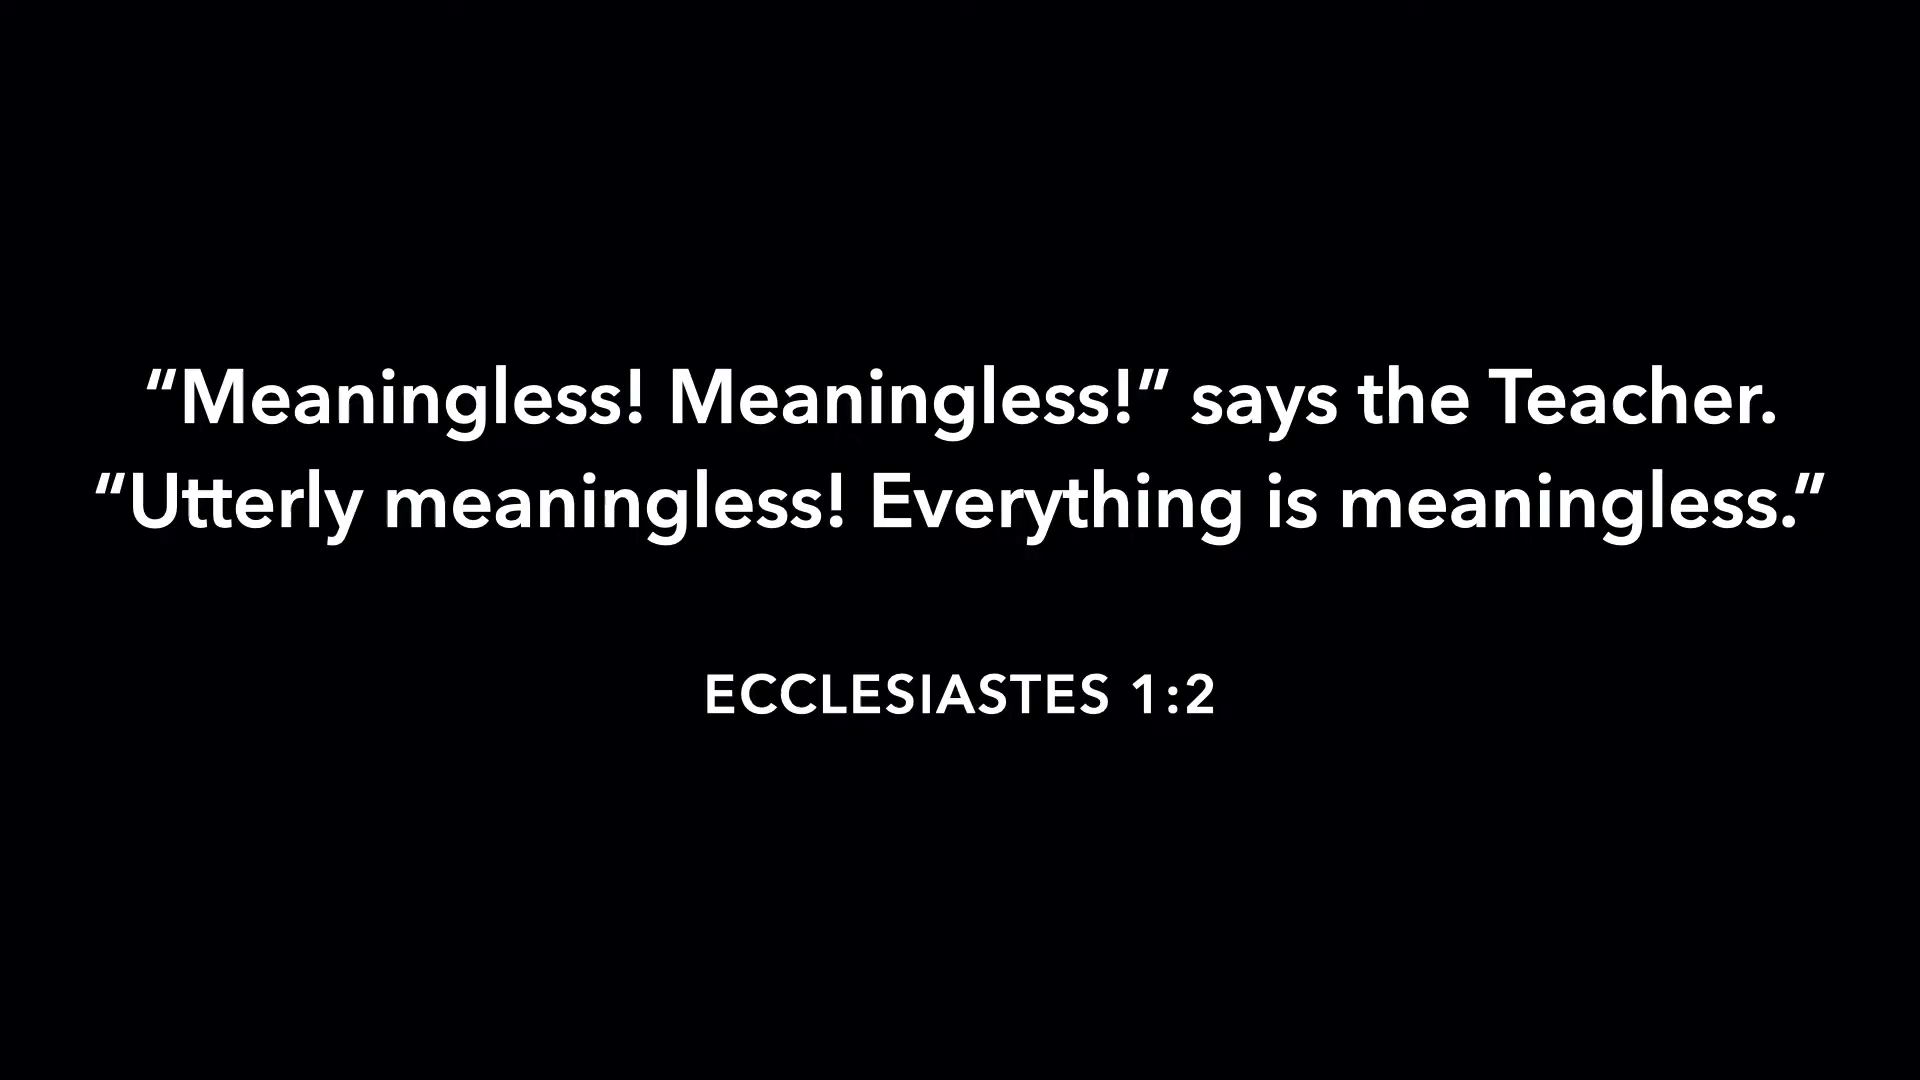 “Meaningless! Meaningless!” says the Teacher.
“Utterly meaningless! Everything is meaningless.”
ECCLESIASTES 1:2